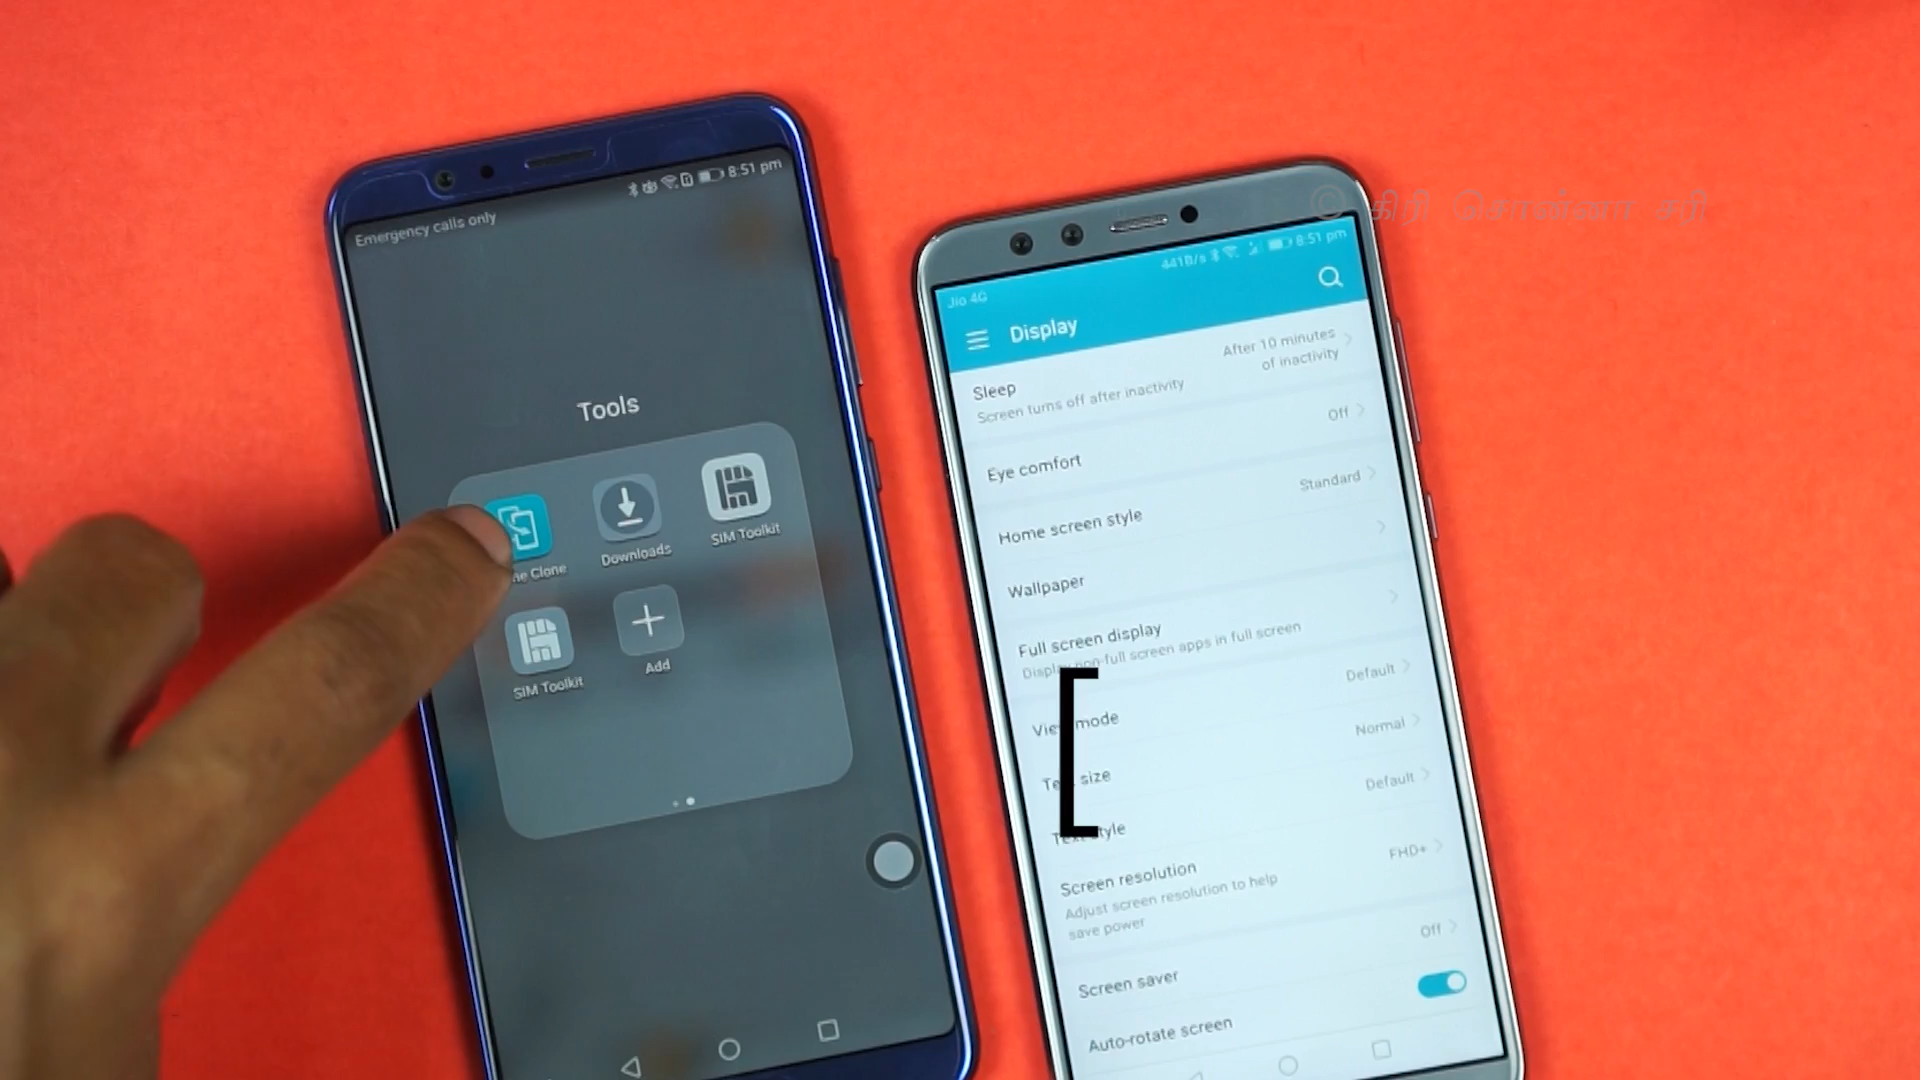 8:51 pm
Emergency calls only
Tools
ne Clone
Downloads
SIM Toolkit
SIM Toolkit
Add
© கிரி சொன்னா சரி
441B/s
8:51 pm
Jio 4G
Display
Sleep
Screen turns off after inactivity
After 10 minutes
of inactivity
Eye comfort
Off
Home screen style
Standard
Wallpaper
Full screen display
Display non-full screen apps in full screen
View mode
Default
Text size
Normal
Text style
Default
Screen resolution
Adjust screen resolution to help
save power
FHD+
Screen saver
Off
Auto-rotate screen